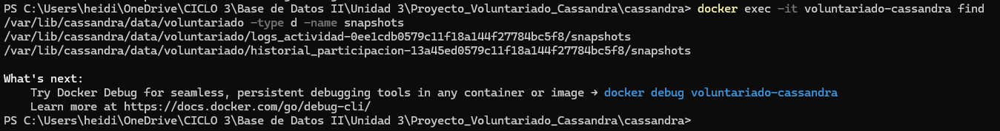 PS C:\Users\heidi\OneDrive\CICLO 3\Base de Datos II\Unidad 3\Proyecto_Voluntariado_Cassandra\cassandra> docker exec -it voluntariado-cassandra find
/var/lib/cassandra/data/voluntariado -type d -name snapshots
/var/lib/cassandra/data/voluntariado/logs_actividad-0ee1cdb0579c11f18a144f27784bc5f8/snapshots
/var/lib/cassandra/data/voluntariado/historial_participacion-13a45ed0579c11f18a144f27784bc5f8/snapshots
What's next:
Try Docker Debug for seamless, persistent debugging tools in any container or image → docker debug voluntariado-cassandra
Learn more at https://docs.docker.com/go/debug-cli/
PS C:\Users\heidi\OneDrive\CICLO 3\Base de Datos II\Unidad 3\Proyecto_Voluntariado_Cassandra\cassandra>